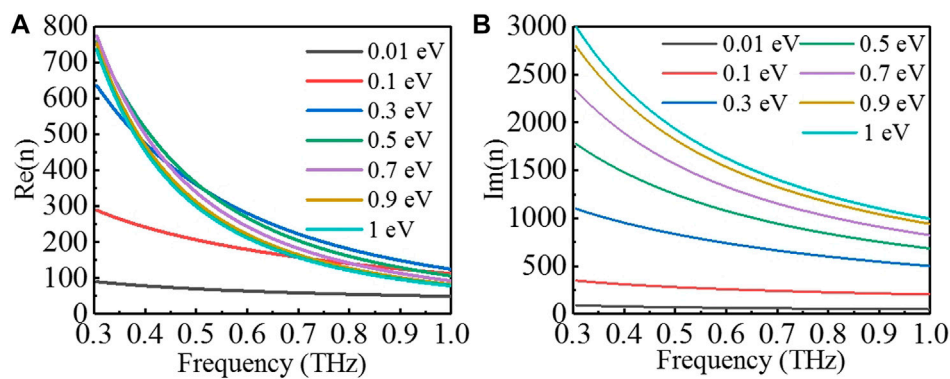 A
Re(n)
800
700
600
500
400
300
200
100
0
0.01 eV
0.1 eV
0.3 eV
0.5 eV
0.7 eV
0.9 eV
1 eV
0.3 0.4 0.5 0.6 0.7 0.8 0.9 1.0
Frequency (THz)
B
Im(n)
3000
2500
2000
1500
1000
500
0
0.01 eV 0.5 eV
0.1 eV 0.7 eV
0.3 eV 0.9 eV
1 eV
0.3 0.4 0.5 0.6 0.7 0.8 0.9 1.0
Frequency (THz)